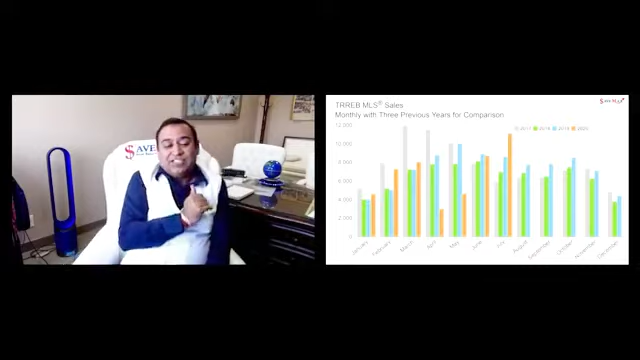 AVE
TRREB MLS® Sales
Monthly with Three Previous Years for Comparison
2017 2018 2019 2020
12,000
10,000
8,000
6,000
4,000
2,000
0
January February March April May June July August September October November December